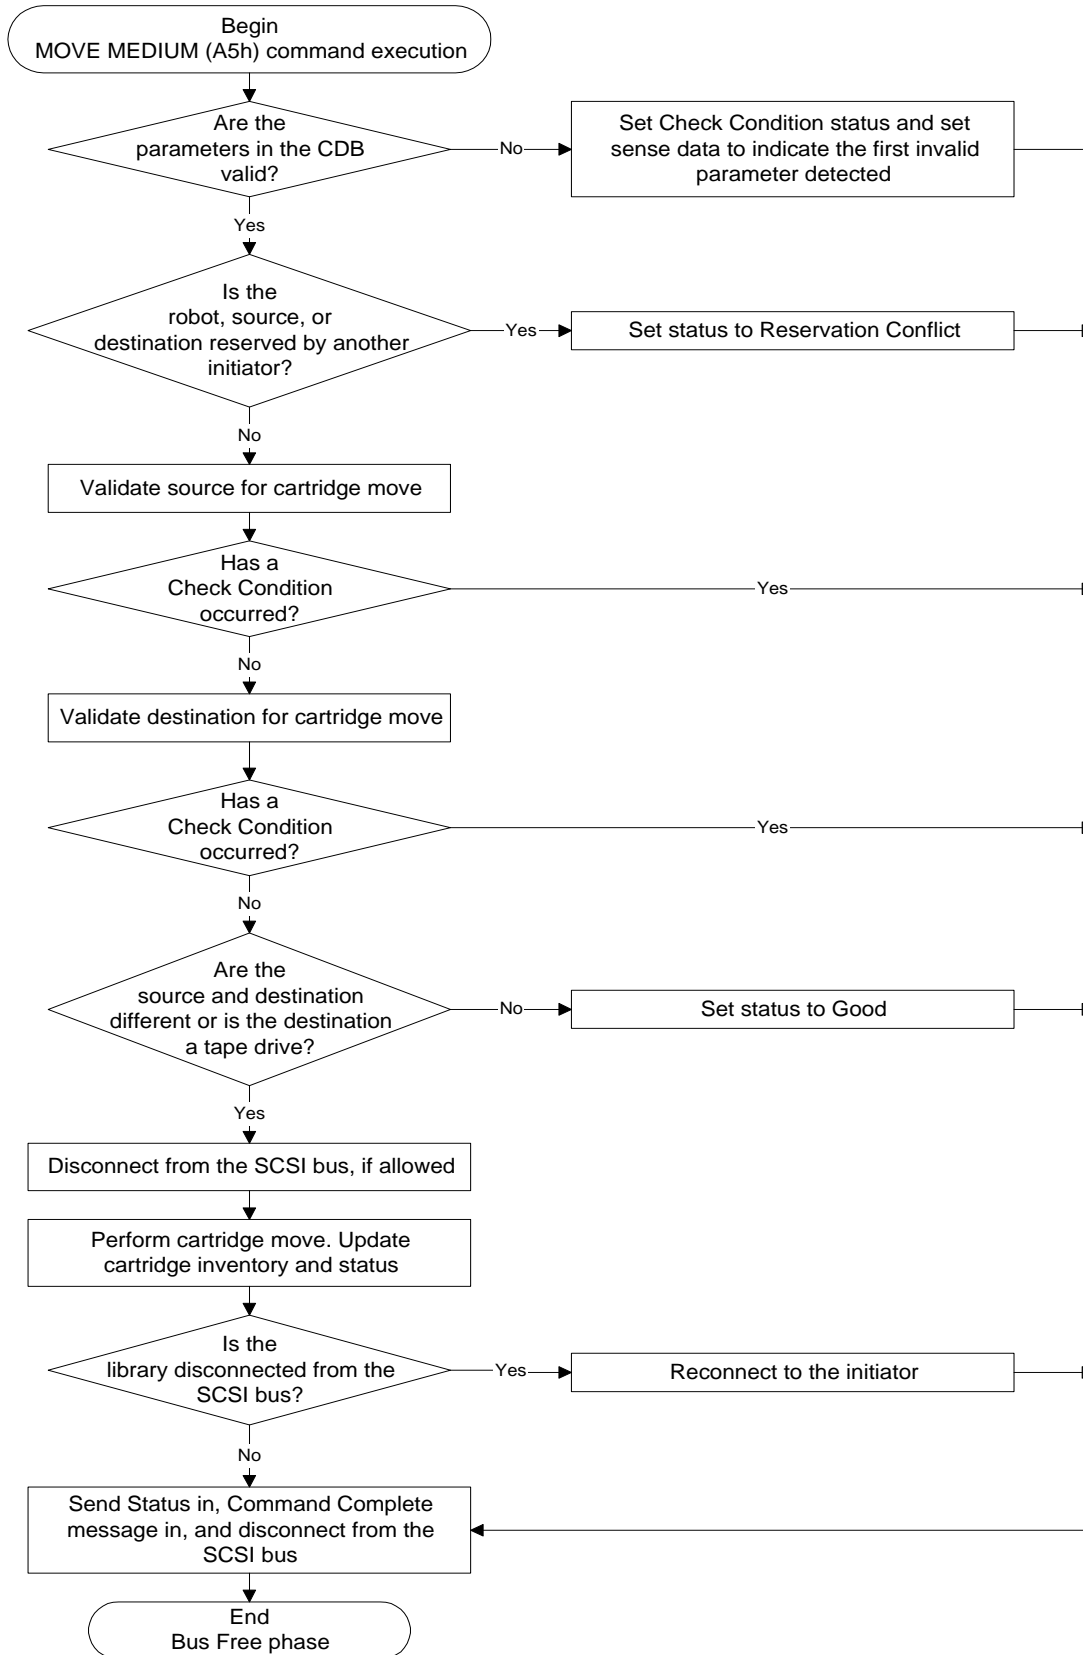 Begin
MOVE MEDIUM (A5h) command execution
Are the
parameters in the CDB
valid?
No
Set Check Condition status and set
sense data to indicate the first invalid
parameter detected
Yes
Is the
robot, source, or
destination reserved by another
initiator?
Yes
Set status to Reservation Conflict
No
Validate source for cartridge move
Has a
Check Condition
occurred?
Yes
No
Validate destination for cartridge move
Has a
Check Condition
occurred?
Yes
No
Are the
source and destination
different or is the destination
a tape drive?
No
Set status to Good
Yes
Disconnect from the SCSI bus, if allowed
Perform cartridge move. Update
cartridge inventory and status
Is the
library disconnected from the
SCSI bus?
Yes
Reconnect to the initiator
No
Send Status in, Command Complete
message in, and disconnect from the
SCSI bus
End
Bus Free phase